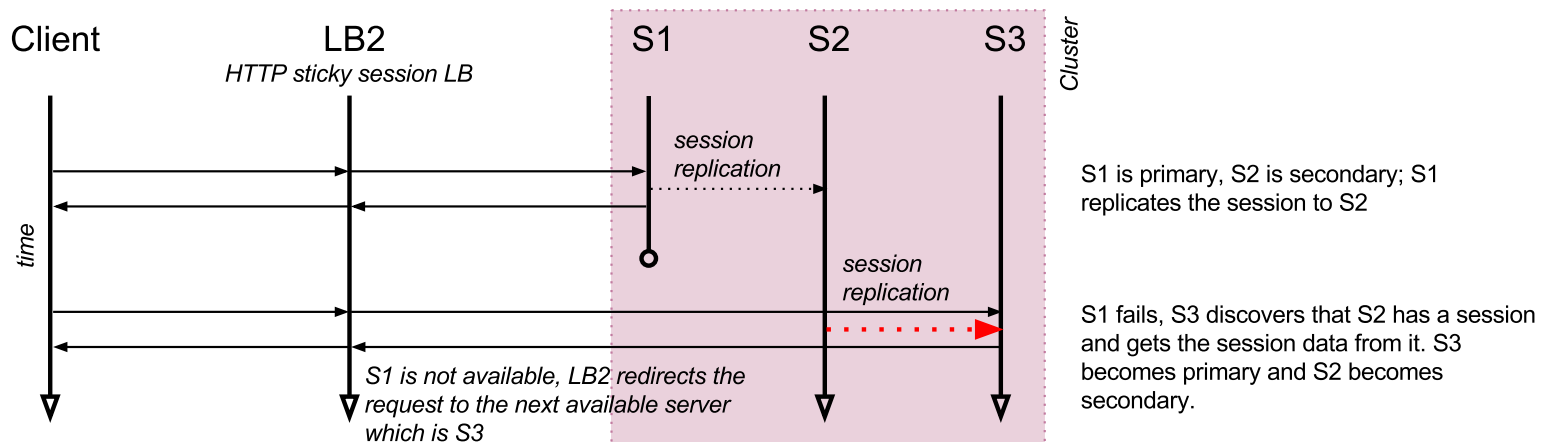 Client
LB2
S1
S2
S3
Cluster
HTTP sticky session LB
session
replication
S1 is primary, S2 is secondary; S1
replicates the session to S2
time
session
replication
S1 fails, S3 discovers that S2 has a session
and gets the session data from it. S3
becomes primary and S2 becomes
secondary.
S1 is not available, LB2 redirects the
request to the next available server
which is S3